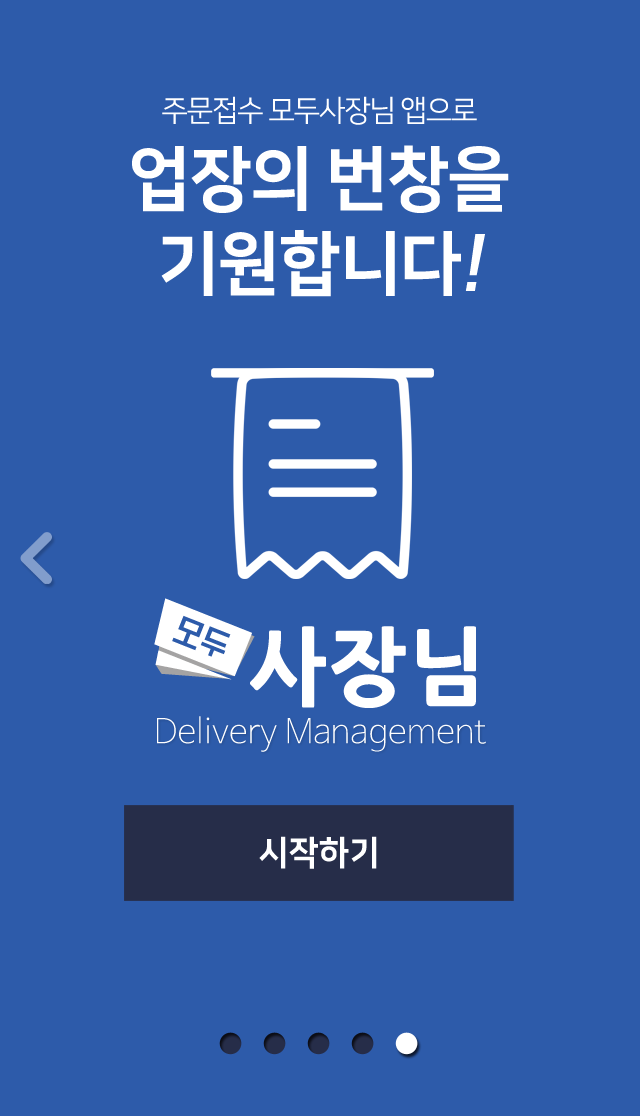 주문접수 모두사장님 앱으로
업장의 번창을
기원합니다!
모두 사장님
Delivery Management
시작하기